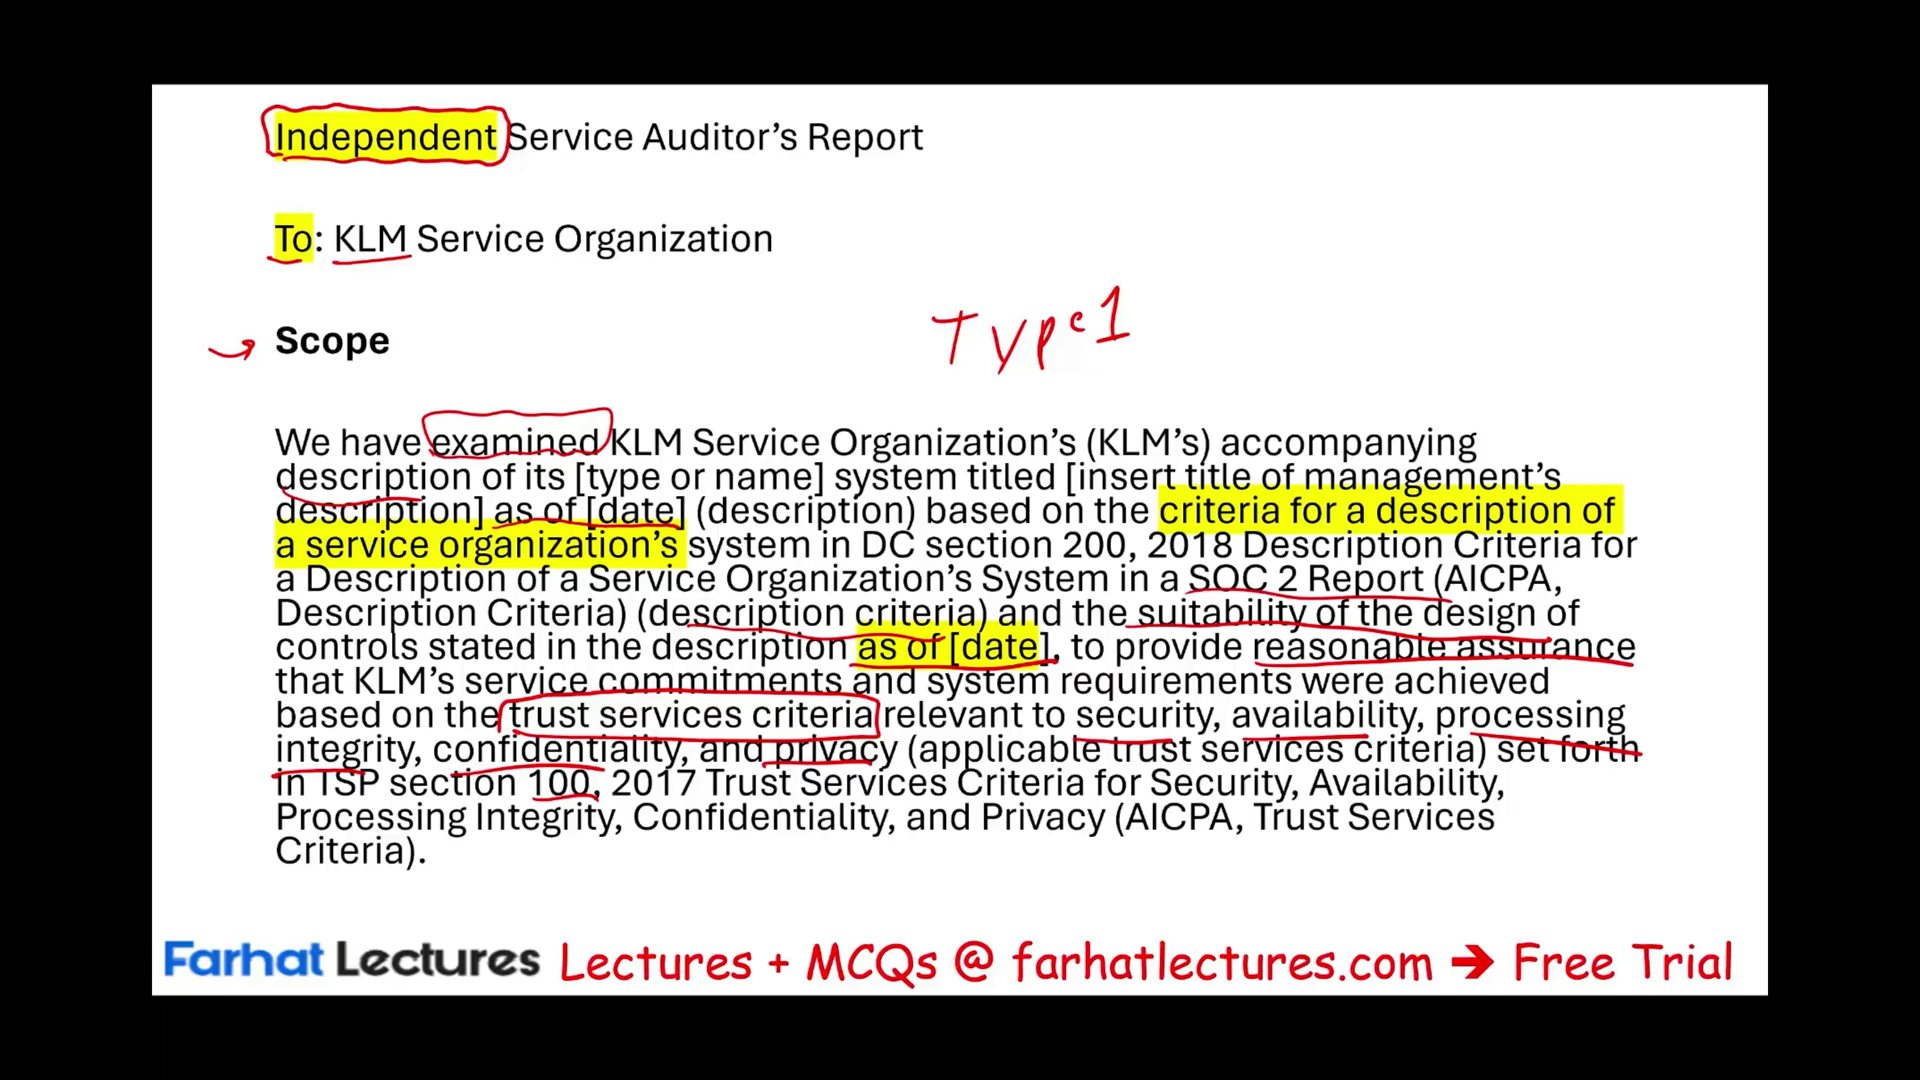 Independent Service Auditor’s Report
To: KLM Service Organization
Type 1
Scope
We have examined KLM Service Organization’s (KLM’s) accompanying
description of its [type or name] system titled [insert title of management’s
description] as of [date] (description) based on the criteria for a description of
a service organization’s system in DC section 200, 2018 Description Criteria for
a Description of a Service Organization’s System in a SOC 2 Report (AICPA,
Description Criteria) (description criteria) and the suitability of the design of
controls stated in the description as of [date], to provide reasonable assurance
that KLM’s service commitments and system requirements were achieved
based on the trust services criteria relevant to security, availability, processing
integrity, confidentiality, and privacy (applicable trust services criteria) set forth
in TSP section 100, 2017 Trust Services Criteria for Security, Availability,
Processing Integrity, Confidentiality, and Privacy (AICPA, Trust Services
Criteria).
Farhat Lectures Lectures + MCQs @ farhatlectures.com → Free Trial